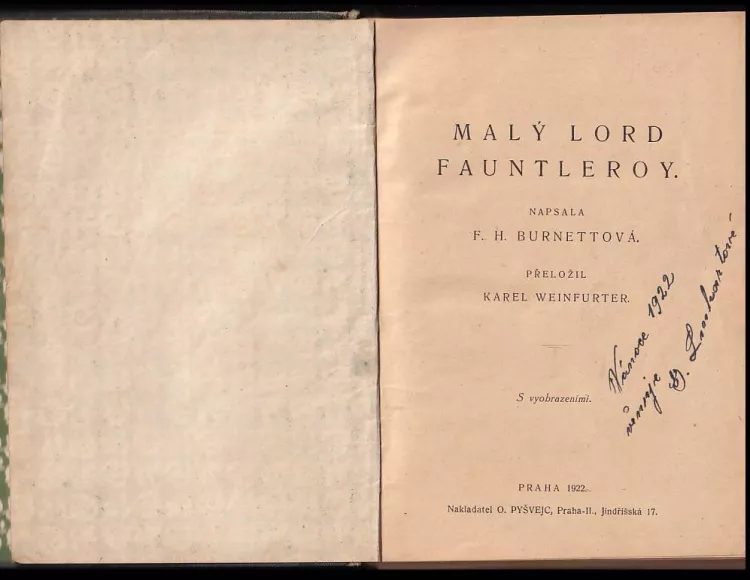 MALÝ LORD
FAUNTLEROY.
NAPSALA
F. H. BURNETTOVÁ.
PŘELOŽIL
KAREL WEINFURTER.
S vyobrazeními.
Vánoce 1922
věnuje
PRAHA 1922.
Nakladatel O. PYŠVEJC, Praha-II., Jindřišská 17.